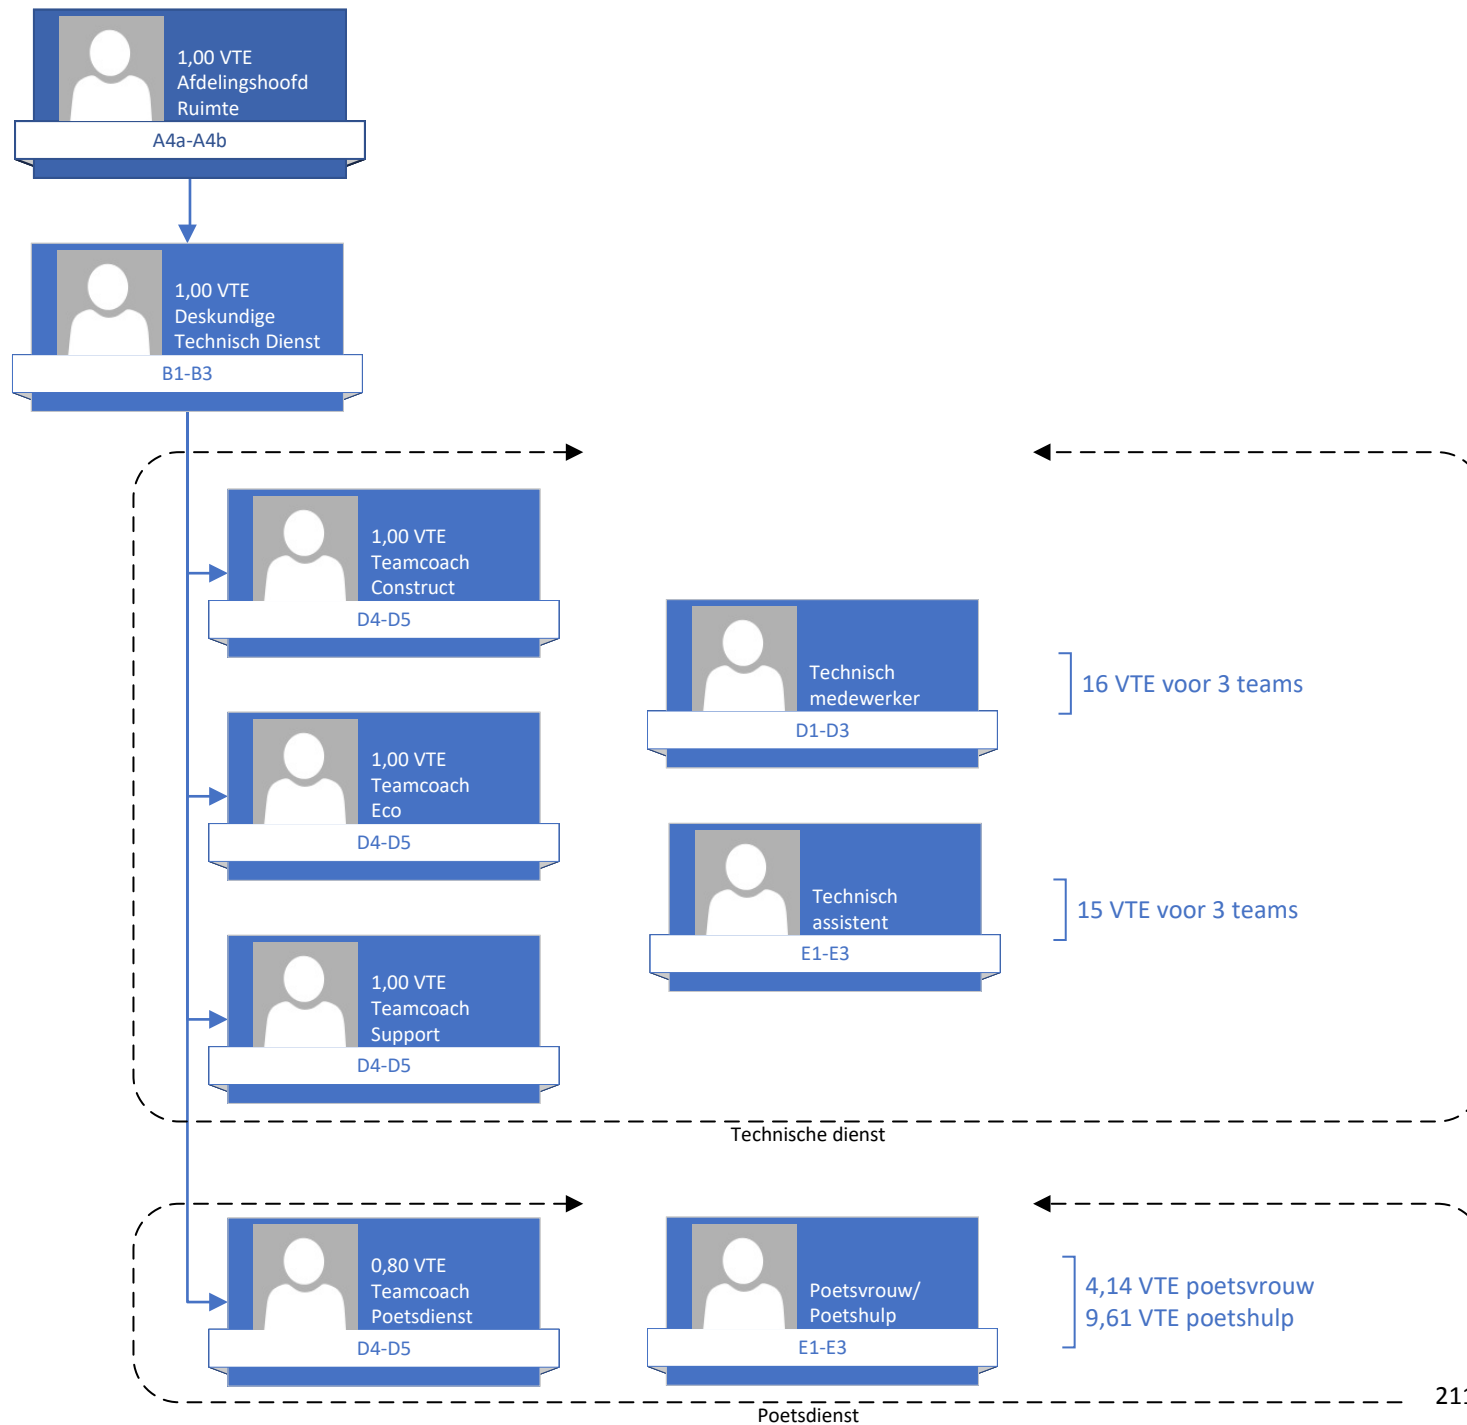 1,00 VTE
Afdelingshoofd
Ruimte
A4a-A4b
1,00 VTE
Deskundige
Technisch Dienst
B1-B3
1,00 VTE
Teamcoach
Construct
D4-D5
Technisch
medewerker
D1-D3
16 VTE voor 3 teams
1,00 VTE
Teamcoach
Eco
D4-D5
Technisch
assistent
E1-E3
15 VTE voor 3 teams
1,00 VTE
Teamcoach
Support
D4-D5
Technische dienst
0,80 VTE
Teamcoach
Poetsdienst
D4-D5
Poetsvrouw/
Poetshulp
E1-E3
4,14 VTE poetsvrouw
9,61 VTE poetshulp
211
Poetsdienst